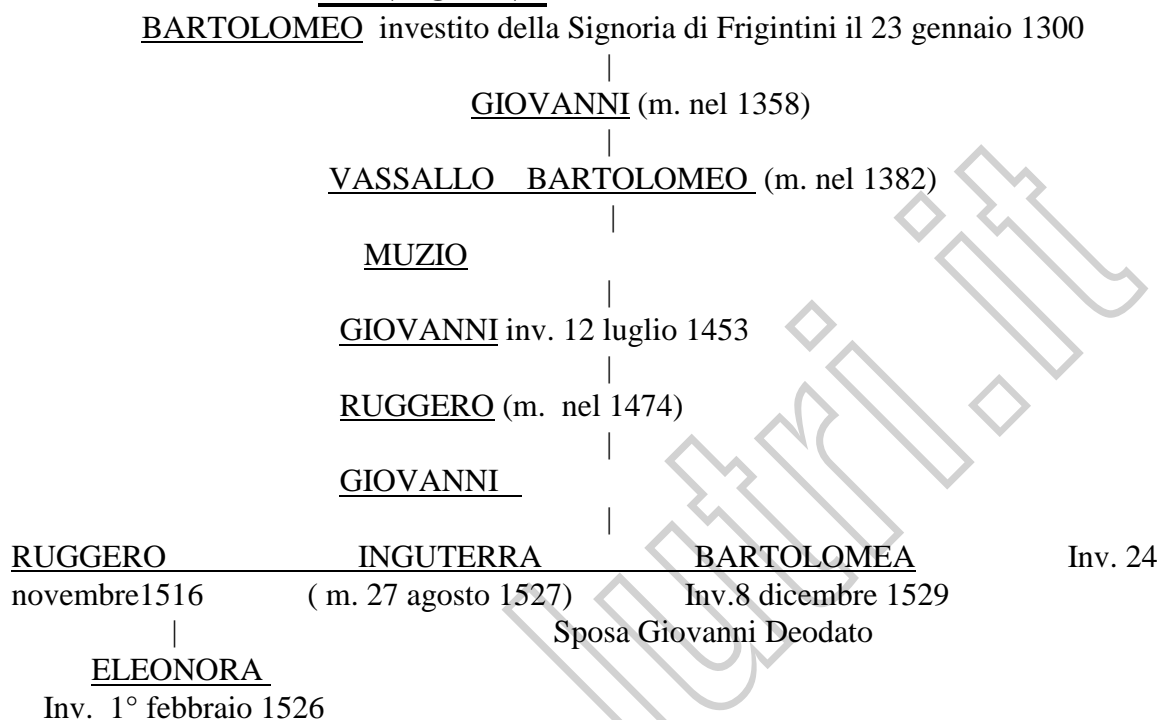 BARTOLOMEO investito della Signoria di Frigintini il 23 gennaio 1300
|
GIOVANNI (m. nel 1358)
|
VASSALLO BARTOLOMEO (m. nel 1382)
|
MUZIO
|
GIOVANNI inv. 12 luglio 1453
|
RUGGERO (m. nel 1474)
|
GIOVANNI
|
RUGGERO INGUTERRA BARTOLOMEA Inv. 24
novembre1516 ( m. 27 agosto 1527) Inv.8 dicembre 1529
| Sposa Giovanni Deodato
ELEONORA
Inv. 1° febbraio 1526
lutri.it